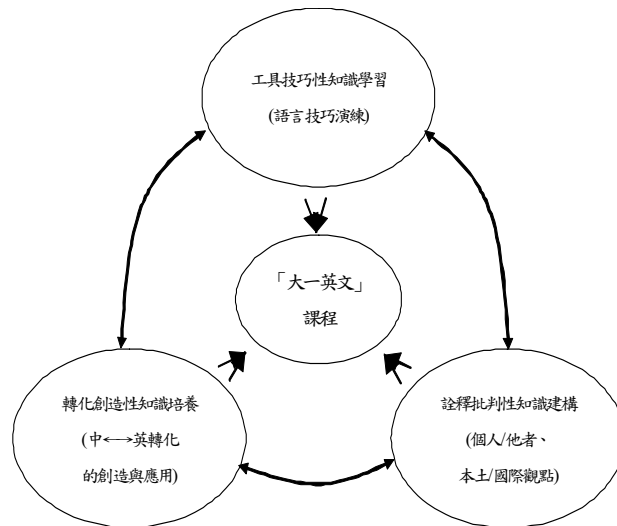 工具技巧性知識學習
(語言技巧演練)
「大一英文」
課程
轉化創造性知識培養
(中←→英轉化
的創造與應用)
詮釋批判性知識建構
(個人/他者、
本土/國際觀點)